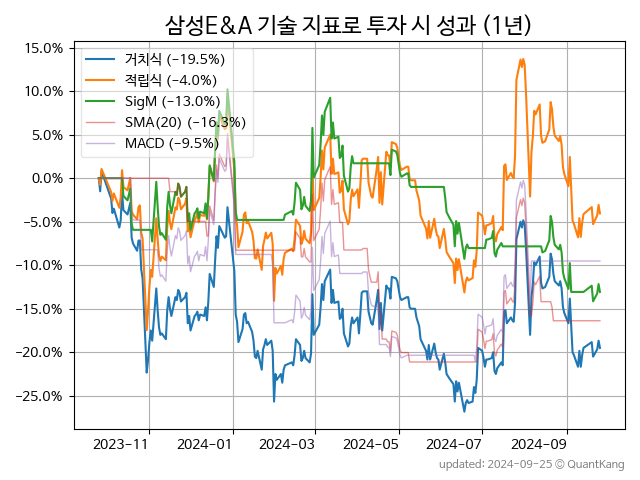 삼성E&A 기술 지표로 투자 시 성과 (1년)
거치식 (−19.5%)
적립식 (−4.0%)
SigM (−13.0%)
SMA(20) (−16.3%)
MACD (−9.5%)
15.0%
10.0%
5.0%
0.0%
−5.0%
−10.0%
−15.0%
−20.0%
−25.0%
2023−11
2024−01
2024−03
2024−05
2024−07
2024−09
updated: 2024−09−25 © QuantKang